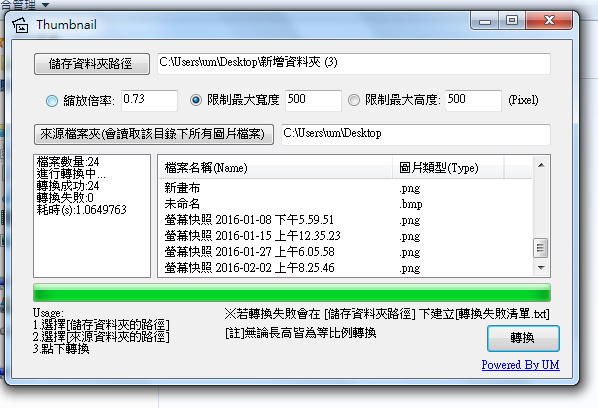 合管理
Thumbnail
儲存資料夾路徑
C:\Users\um\Desktop\新增資料夾 (3)
縮放倍率:
0.73
限制最大寬度
500
限制最大高度:
500
(Pixel)
來源檔案夾(會讀取該目錄下所有圖片檔案)
C:\Users\um\Desktop
檔案數量:24
進行轉換中...
轉換成功:24
轉換失敗:0
耗時(s):1.0649763
檔案名稱(Name)
圖片類型(Type)
新畫布
.png
未命名
.bmp
螢幕快照 2016-01-08 下午5.59.51
.png
螢幕快照 2016-01-15 上午12.35.23
.png
螢幕快照 2016-01-27 上午6.05.58
.png
螢幕快照 2016-02-02 上午8.25.46
.png
Usage:
1.選擇[儲存資料夾的路徑]
2.選擇[來源資料夾的路徑]
3.點下轉換
※若轉換失敗會在 [儲存資料夾路徑] 下建立[轉換失敗清單.txt]
[註]無論長高皆為等比例轉換
轉換
Powered By UM